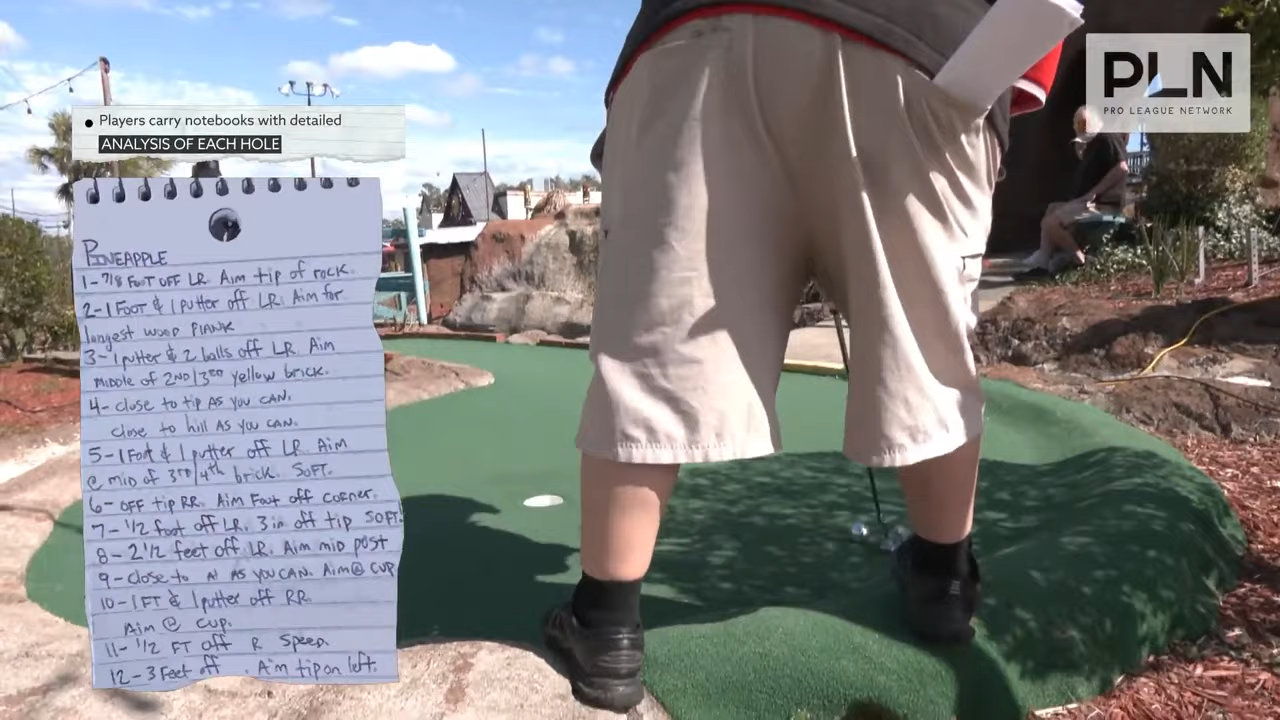 Players carry notebooks with detailed
ANALYSIS OF EACH HOLE
PLN
PRO LEAGUE NETWORK
PINEAPPLE
1- 7/8 FOOT OFF LR. Aim tip of rock.
2- 1 Foot & 1 putter off LR. Aim for
longest wood PLANK
3- 1 putter & 2 balls off LR. Aim
middle of 2ND/3RD yellow brick.
4- close to tip AS you CAN.
close to hill AS you CAN.
5- 1 Foot & 1 putter off LR. Aim
@ mid of 3RD/4th brick. SOFT.
6- OFF tip RR. Aim Foot off corner.
7- 1/2 foot off LR. 3 in off tip SOFT.
8- 2 1/2 feet off LR. Aim mid post
9- close to AS YOU CAN. Aim @ CUP
10- 1 FT & 1 putter off RR.
Aim @ CUP.
11- 1/2 FT off R Speed.
12- 3 Feet off . Aim tip on left.